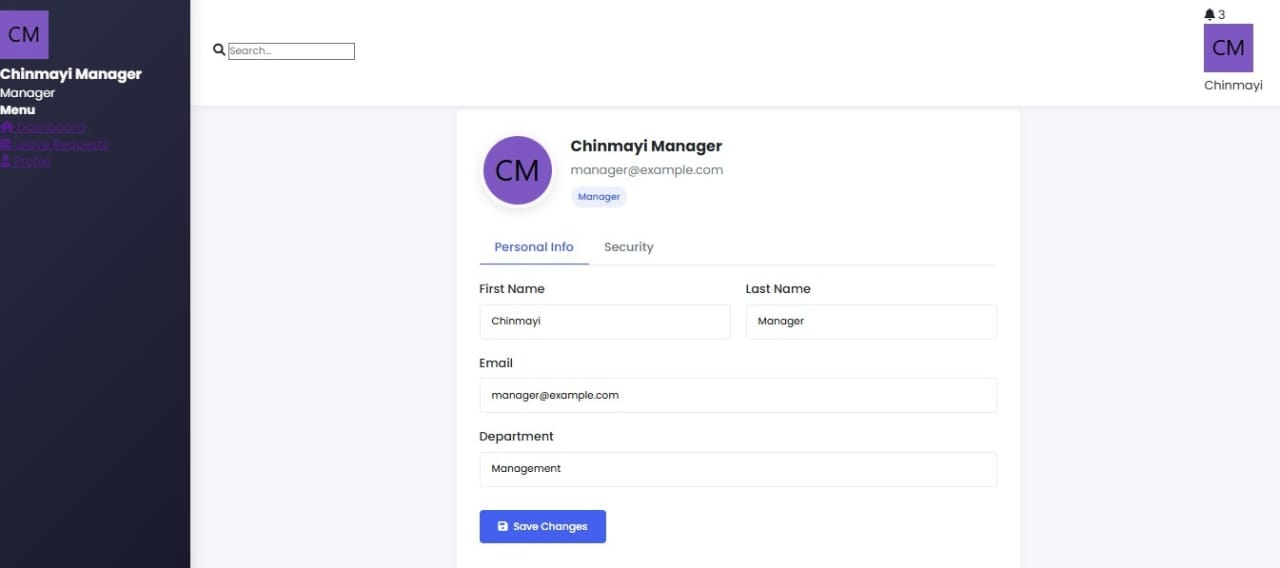 CM
Chinmayi Manager
Manager
Menu
Dashboard
Leave Requests
Profile
Search...
3
CM
Chinmayi
CM
Chinmayi Manager
manager@example.com
Manager
Personal Info Security
First Name Last Name
Chinmayi Manager
Email
manager@example.com
Department
Management
Save Changes